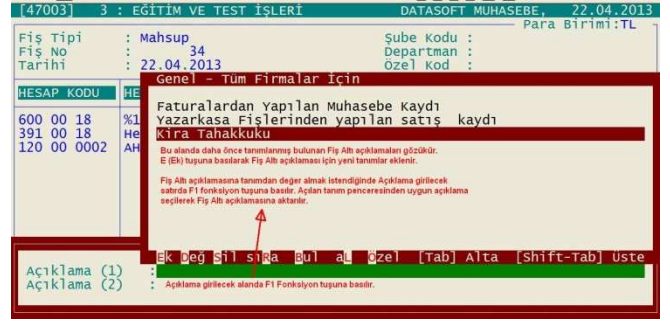 [47003] 3 : EĞİTİM VE TEST İŞLERİ DATASOFT MUHASEBE, 22.04.2013
Para Birimi:TL
Fiş Tipi : Mahsup Şube Kodu :
Fiş No : 34 Departman :
Tarihi : 22.04.2013 Özel Kod :
Genel - Tüm Firmalar İçin
HESAP KODU HE
Faturalardan Yapılan Muhasebe Kaydı
600 00 18 %1 Yazarkasa Fişlerinden yapılan satış kaydı
391 00 18 He Kira Tahakkuku
120 00 0002 AH
Bu alanda daha önce tanımlanmış bulunan Fiş Altı açıklamaları gözükür.
E (Ek) tuşuna basılarak Fiş Altı açıklaması için yeni tanımlar eklenir.
Fiş Altı açıklamasına tanımdan değer almak istendiğinde Açıklama girilecek
satırda F1 fonksiyon tuşuna basılır. Açılan tanım penceresinden uygun açıklama
seçilerek Fiş Altı açıklamasına aktarılır.
Ek Değ Sil sıRa Bul aL Özel [Tab] Alta [Shift-Tab] Üste
Açıklama (1) :
Açıklama (2) : Açıklama girilecek alanda F1 Fonksiyon tuşuna basılır.